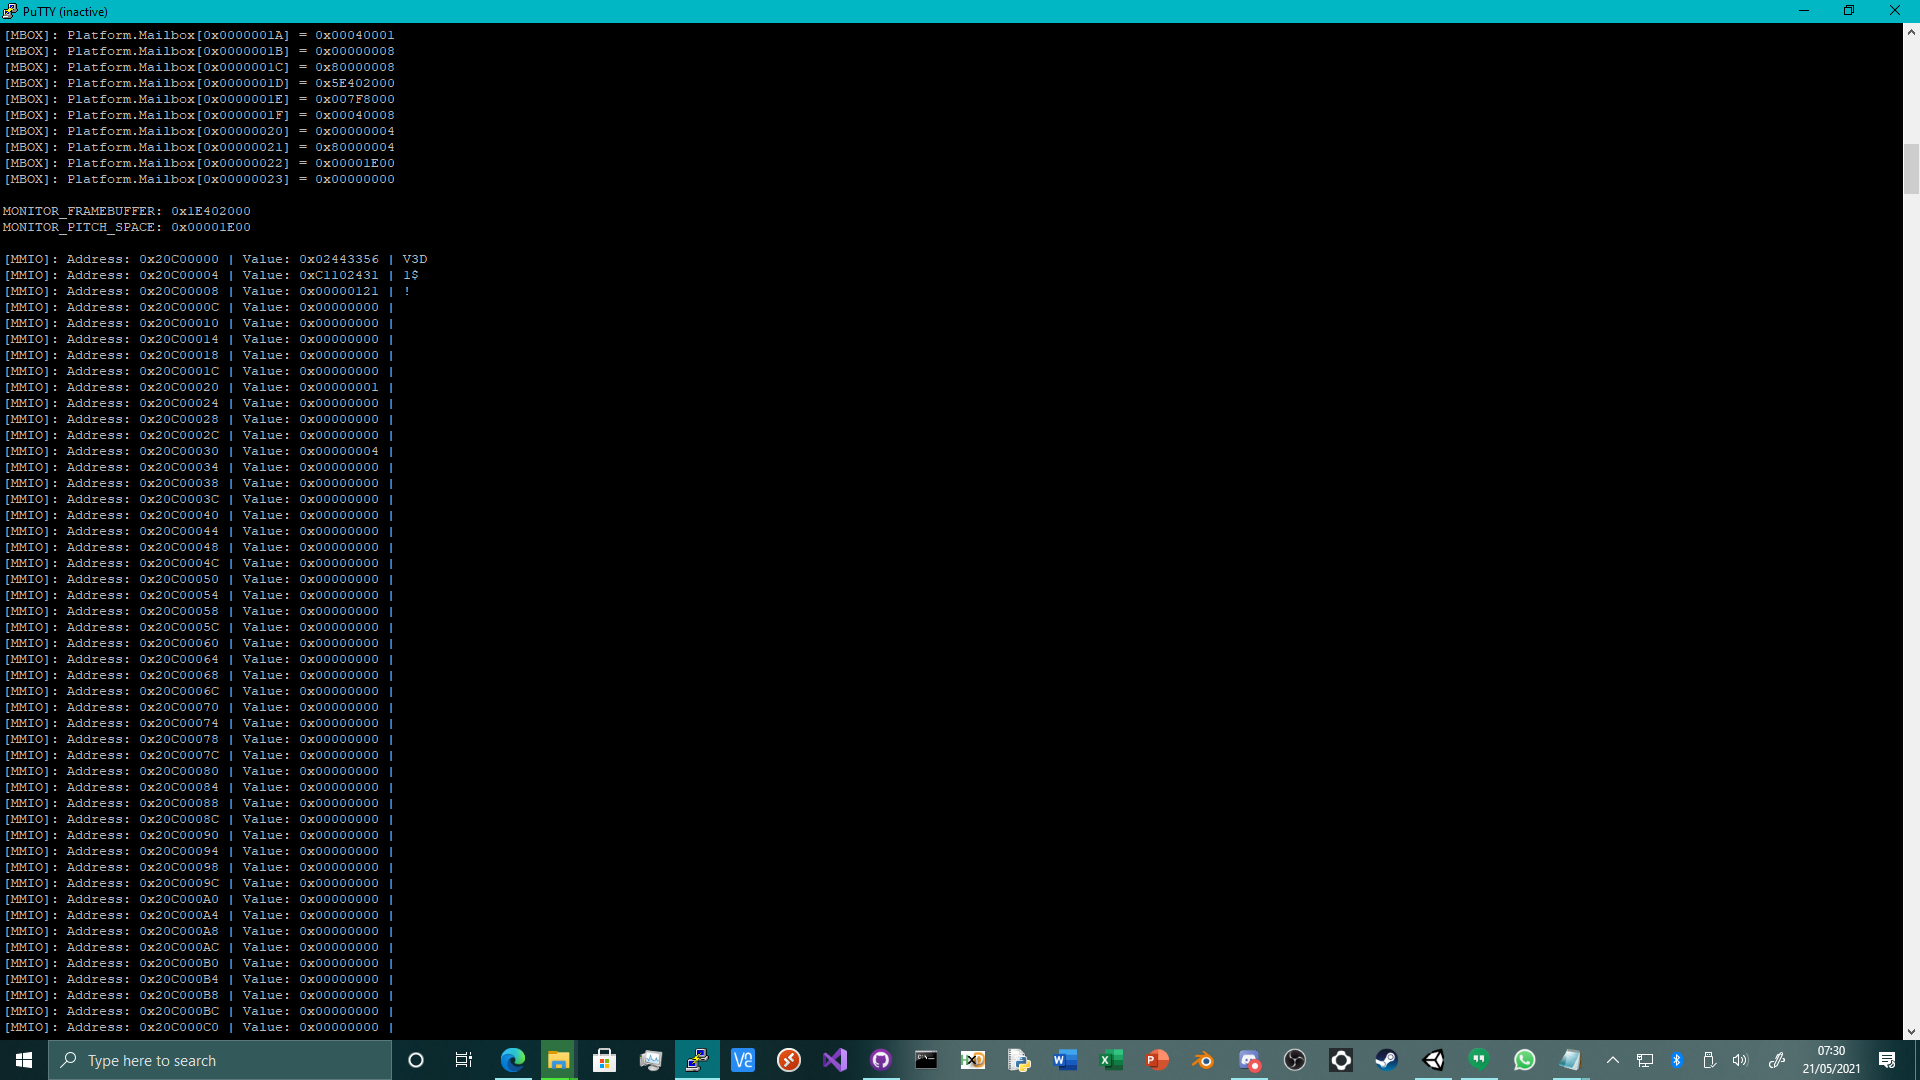 PuTTY (inactive)
[MBOX]: Platform.Mailbox[0x0000001A] = 0x00040001
[MBOX]: Platform.Mailbox[0x0000001B] = 0x00000008
[MBOX]: Platform.Mailbox[0x0000001C] = 0x80000008
[MBOX]: Platform.Mailbox[0x0000001D] = 0x5E402000
[MBOX]: Platform.Mailbox[0x0000001E] = 0x007F8000
[MBOX]: Platform.Mailbox[0x0000001F] = 0x00040008
[MBOX]: Platform.Mailbox[0x00000020] = 0x00000004
[MBOX]: Platform.Mailbox[0x00000021] = 0x80000004
[MBOX]: Platform.Mailbox[0x00000022] = 0x00001E00
[MBOX]: Platform.Mailbox[0x00000023] = 0x00000000
MONITOR_FRAMEBUFFER: 0x1E402000
MONITOR_PITCH_SPACE: 0x00001E00
[MMIO]: Address: 0x20C00000 | Value: 0x02443356 | V3D
[MMIO]: Address: 0x20C00004 | Value: 0xC1102431 | 1$
[MMIO]: Address: 0x20C00008 | Value: 0x00000121 | !
[MMIO]: Address: 0x20C0000C | Value: 0x00000000 |
[MMIO]: Address: 0x20C00010 | Value: 0x00000000 |
[MMIO]: Address: 0x20C00014 | Value: 0x00000000 |
[MMIO]: Address: 0x20C00018 | Value: 0x00000000 |
[MMIO]: Address: 0x20C0001C | Value: 0x00000000 |
[MMIO]: Address: 0x20C00020 | Value: 0x00000001 |
[MMIO]: Address: 0x20C00024 | Value: 0x00000000 |
[MMIO]: Address: 0x20C00028 | Value: 0x00000000 |
[MMIO]: Address: 0x20C0002C | Value: 0x00000000 |
[MMIO]: Address: 0x20C00030 | Value: 0x00000004 |
[MMIO]: Address: 0x20C00034 | Value: 0x00000000 |
[MMIO]: Address: 0x20C00038 | Value: 0x00000000 |
[MMIO]: Address: 0x20C0003C | Value: 0x00000000 |
[MMIO]: Address: 0x20C00040 | Value: 0x00000000 |
[MMIO]: Address: 0x20C00044 | Value: 0x00000000 |
[MMIO]: Address: 0x20C00048 | Value: 0x00000000 |
[MMIO]: Address: 0x20C0004C | Value: 0x00000000 |
[MMIO]: Address: 0x20C00050 | Value: 0x00000000 |
[MMIO]: Address: 0x20C00054 | Value: 0x00000000 |
[MMIO]: Address: 0x20C00058 | Value: 0x00000000 |
[MMIO]: Address: 0x20C0005C | Value: 0x00000000 |
[MMIO]: Address: 0x20C00060 | Value: 0x00000000 |
[MMIO]: Address: 0x20C00064 | Value: 0x00000000 |
[MMIO]: Address: 0x20C00068 | Value: 0x00000000 |
[MMIO]: Address: 0x20C0006C | Value: 0x00000000 |
[MMIO]: Address: 0x20C00070 | Value: 0x00000000 |
[MMIO]: Address: 0x20C00074 | Value: 0x00000000 |
[MMIO]: Address: 0x20C00078 | Value: 0x00000000 |
[MMIO]: Address: 0x20C0007C | Value: 0x00000000 |
[MMIO]: Address: 0x20C00080 | Value: 0x00000000 |
[MMIO]: Address: 0x20C00084 | Value: 0x00000000 |
[MMIO]: Address: 0x20C00088 | Value: 0x00000000 |
[MMIO]: Address: 0x20C0008C | Value: 0x00000000 |
[MMIO]: Address: 0x20C00090 | Value: 0x00000000 |
[MMIO]: Address: 0x20C00094 | Value: 0x00000000 |
[MMIO]: Address: 0x20C00098 | Value: 0x00000000 |
[MMIO]: Address: 0x20C0009C | Value: 0x00000000 |
[MMIO]: Address: 0x20C000A0 | Value: 0x00000000 |
[MMIO]: Address: 0x20C000A4 | Value: 0x00000000 |
[MMIO]: Address: 0x20C000A8 | Value: 0x00000000 |
[MMIO]: Address: 0x20C000AC | Value: 0x00000000 |
[MMIO]: Address: 0x20C000B0 | Value: 0x00000000 |
[MMIO]: Address: 0x20C000B4 | Value: 0x00000000 |
[MMIO]: Address: 0x20C000B8 | Value: 0x00000000 |
[MMIO]: Address: 0x20C000BC | Value: 0x00000000 |
[MMIO]: Address: 0x20C000C0 | Value: 0x00000000 |
Type here to search
07:30
21/05/2021